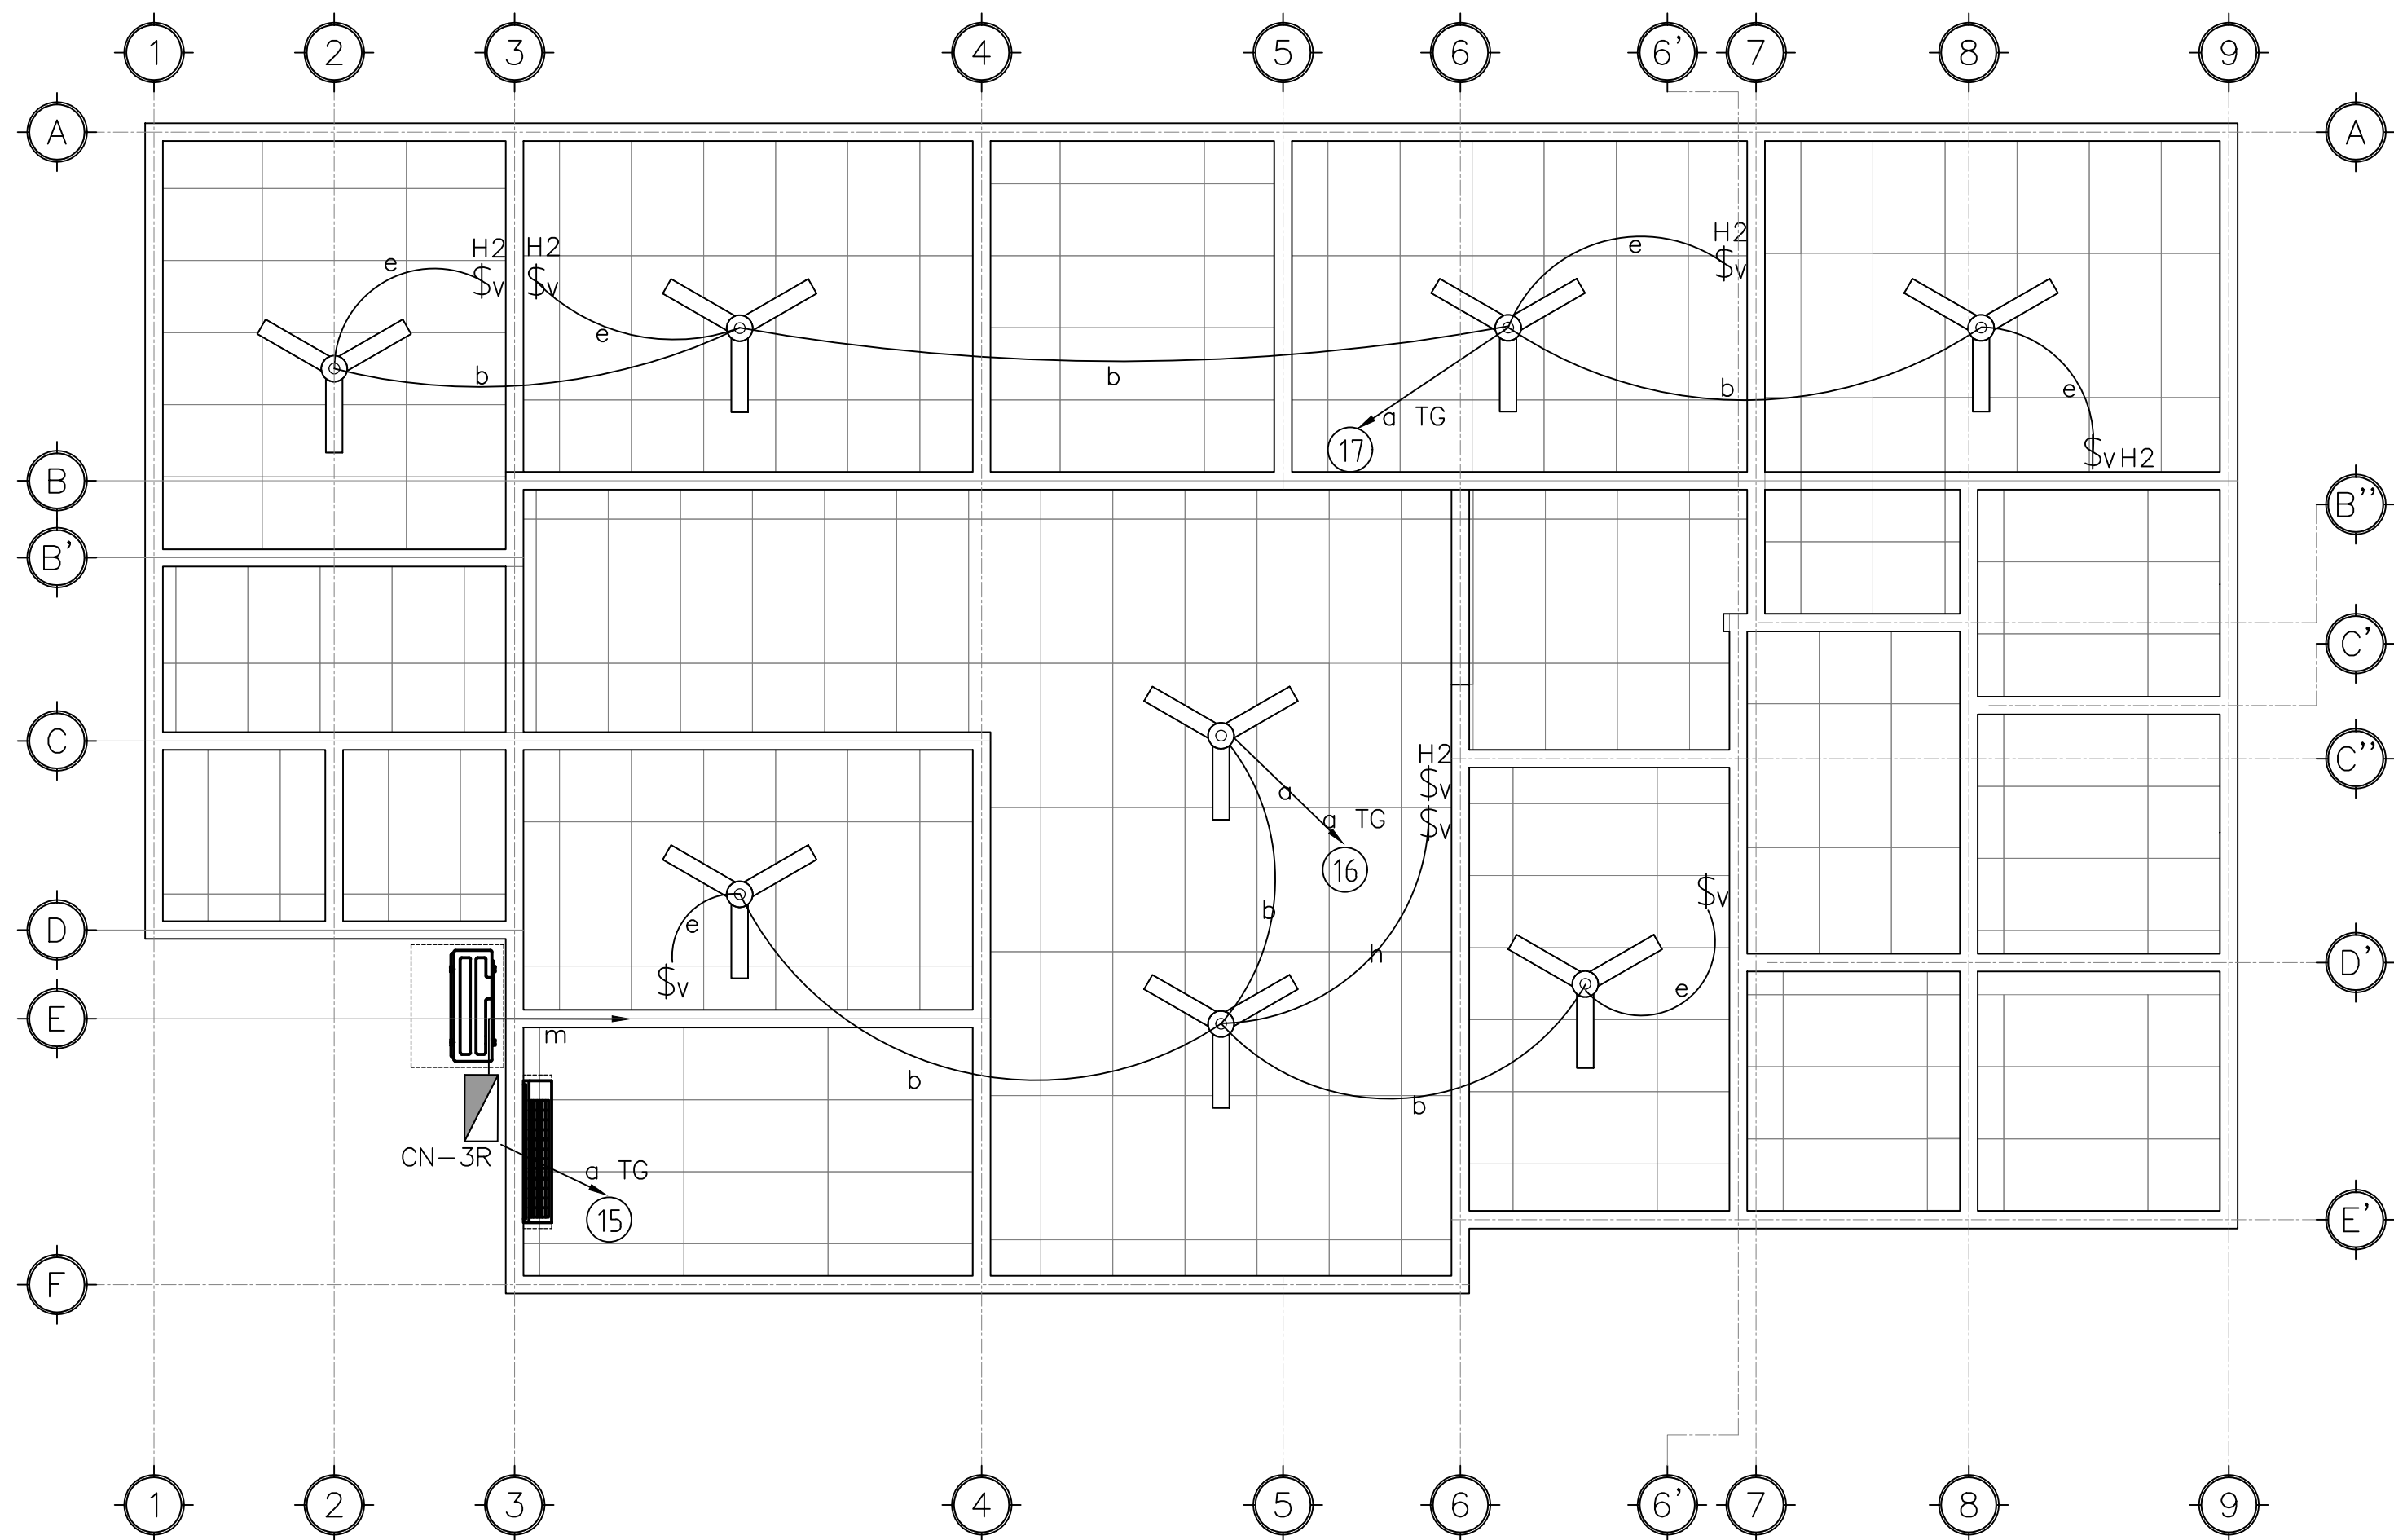 1 2 3 4 5 6 6' 7 8 9
A A
H2 H2 H2
e $v $v e $v
e e
b b b e
a TG
17
$v H2
B B''
B'
C'
C H2 C''
$v
a
a TG $v
16
$v
b
D e h D'
$v e
E m
b b
CN-3R a TG
15 E'
F
1 2 3 4 5 6 6' 7 8 9